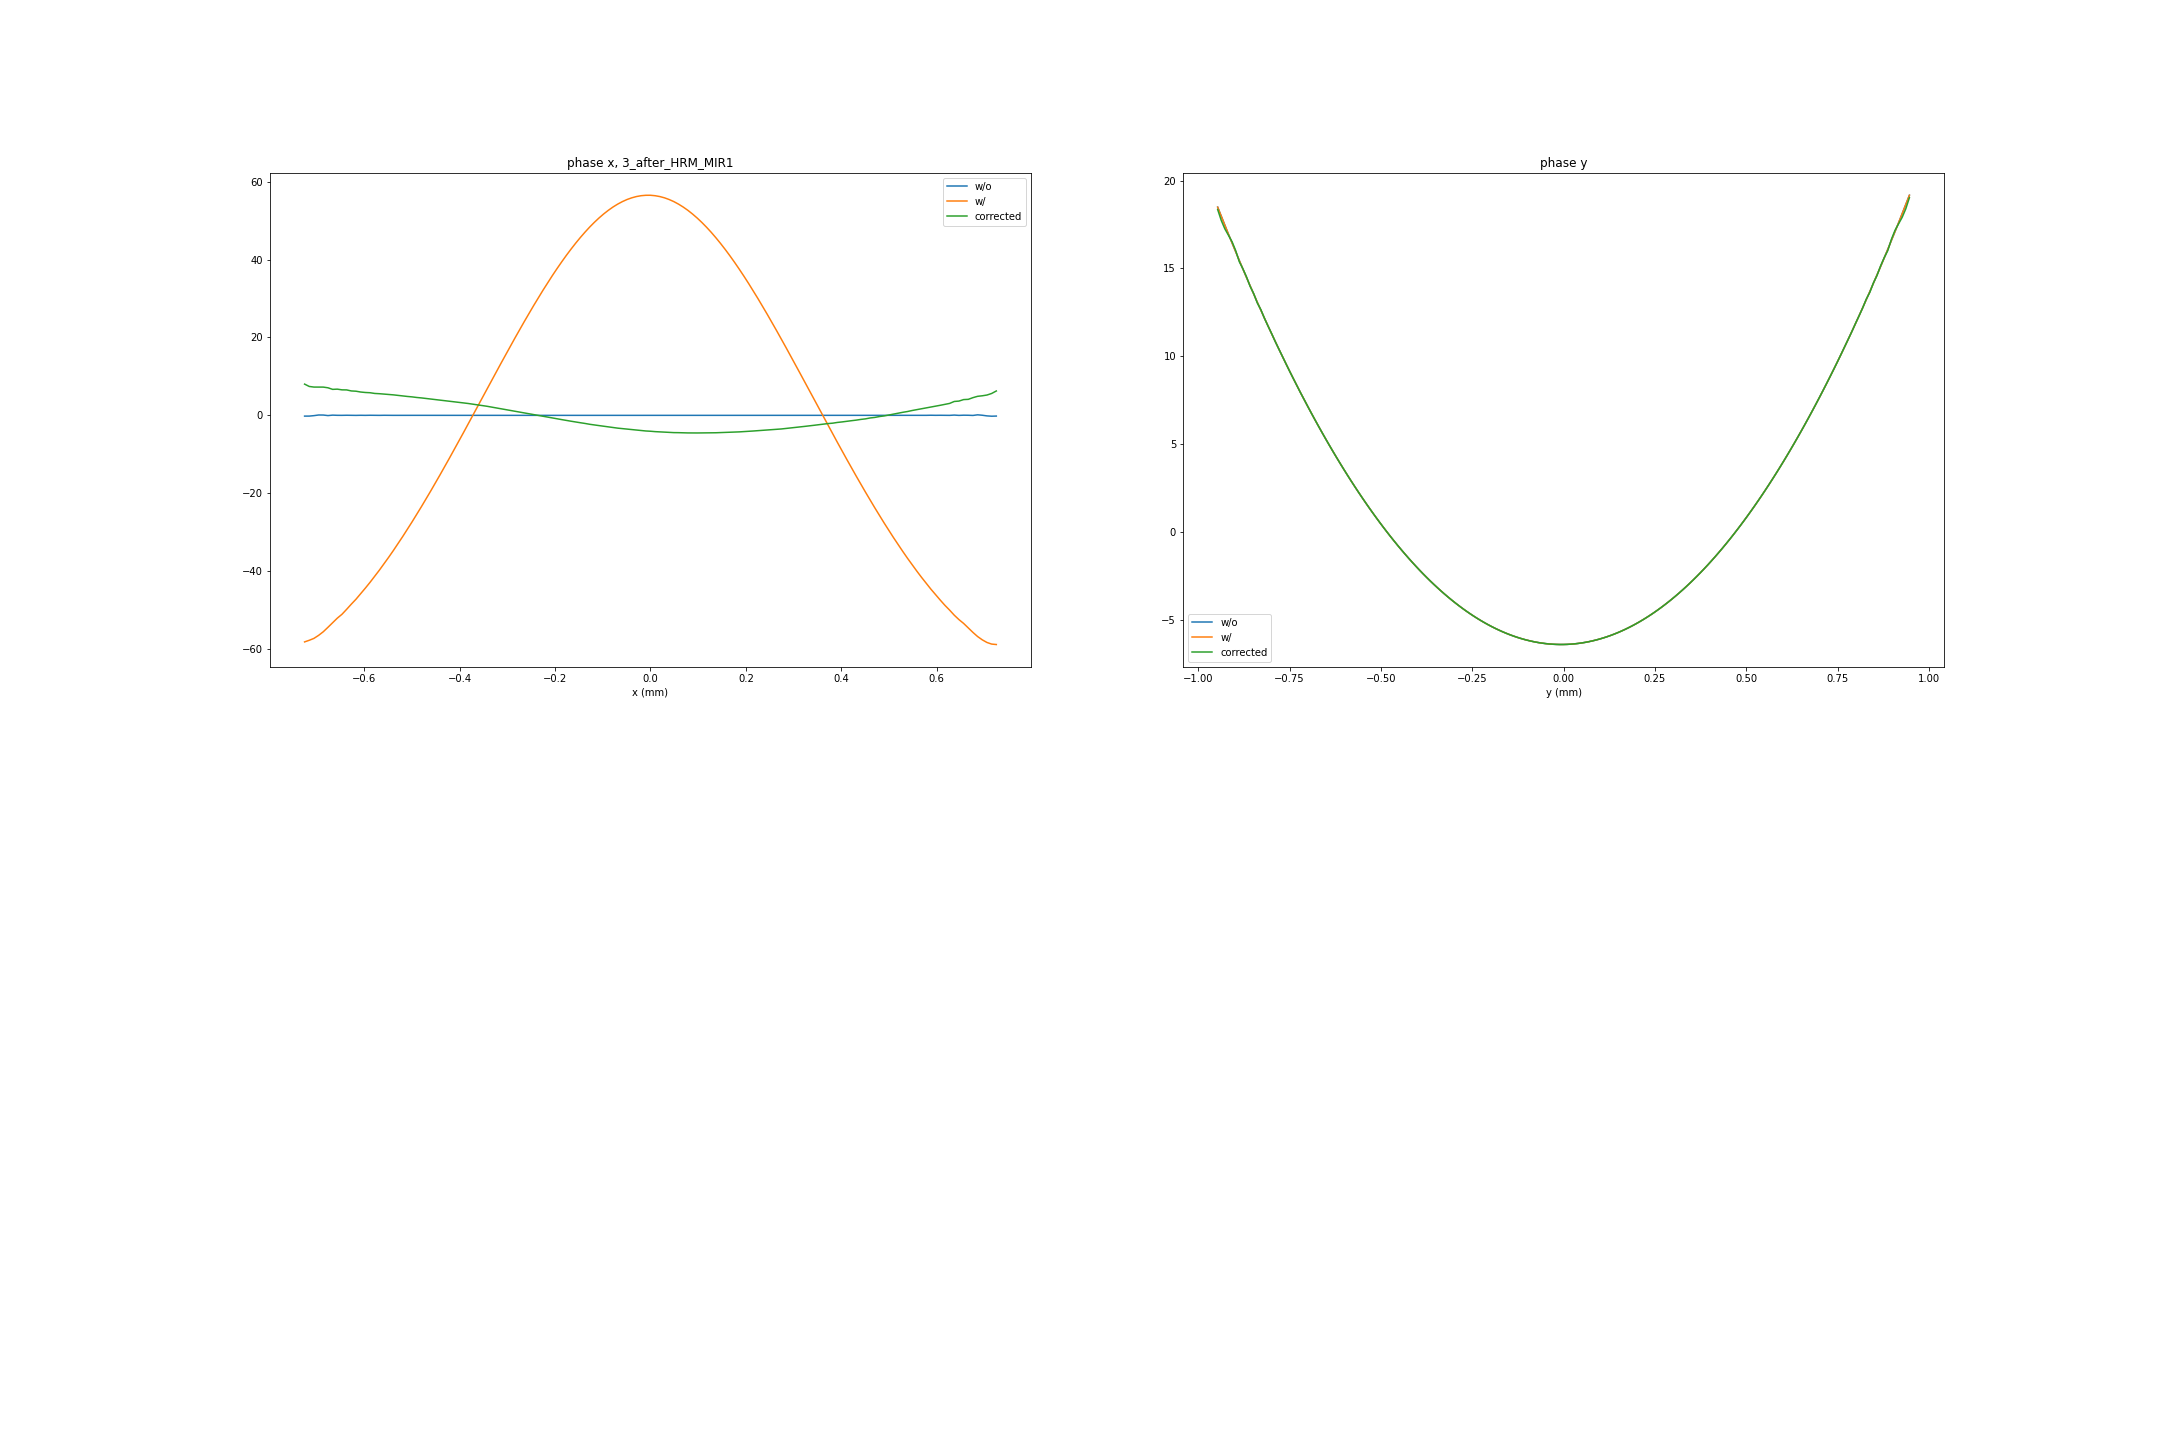 phase x, 3_after_HRM_MIR1
60
40
20
0
−20
−40
−60
w/o
w/
corrected
−0.6 −0.4 −0.2 0.0 0.2 0.4 0.6
x (mm)
phase y
20
15
10
5
0
−5
w/o
w/
corrected
−1.00 −0.75 −0.50 −0.25 0.00 0.25 0.50 0.75 1.00
y (mm)